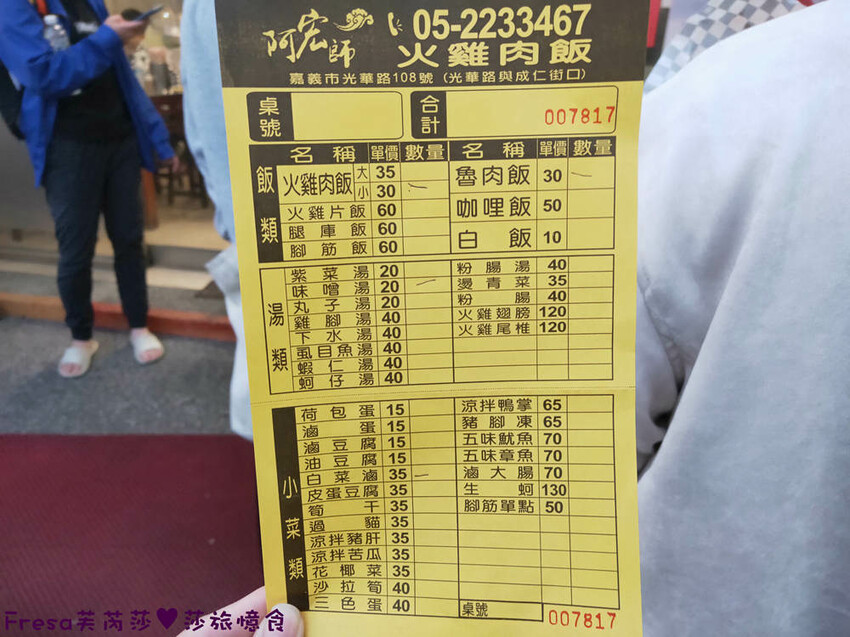 阿宏師 05-2233467
火雞肉飯
嘉義市光華路108號（光華路與成仁街口）
桌號 合計 007817
飯類
名稱 單價 數量
火雞肉飯 大 35
小 30
火雞片飯 60
腿庫飯 60
腳筋飯 60
名稱 單價 數量
魯肉飯 30
咖哩飯 50
白飯 10
湯類
紫菜湯 20
味噌湯 20
丸子湯 20
雞腳湯 40
下水湯 40
虱目魚湯 40
蝦仁湯 40
蚵仔湯 40
粉腸湯 40
燙青菜 35
粉腸 40
火雞翅膀 120
火雞尾椎 120
小菜類
荷包蛋 15
滷蛋 15
滷豆腐 15
油豆腐 15
白菜滷 35
皮蛋豆腐 35
筍干 35
過貓 35
涼拌豬肝 35
涼拌苦瓜 35
花椰菜 35
沙拉筍 40
三色蛋 40
涼拌鴨掌 65
豬腳凍 65
五味魷魚 70
五味章魚 70
滷大腸 70
生蚵 130
腳筋單點 50
桌號 007817
Fresa芙芮莎♥莎旅憶食